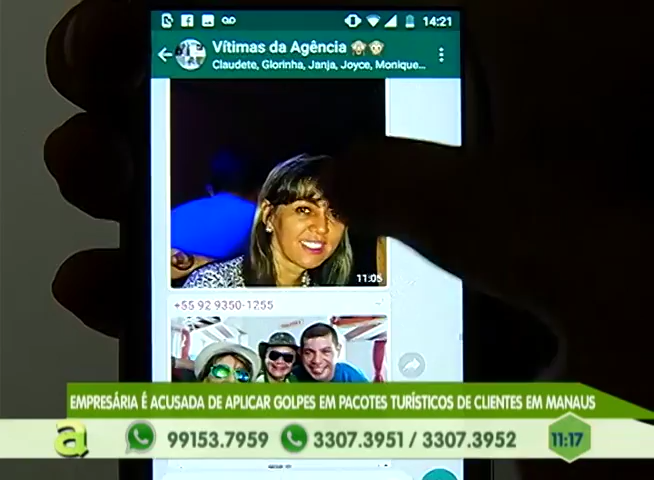 14:21
Vítimas da Agência
Claudete, Glorinha, Janja, Joyce, Monique...
11:05
+55 92 9350-1255
EMPRESÁRIA É ACUSADA DE APLICAR GOLPES EM PACOTES TURÍSTICOS DE CLIENTES EM MANAUS
a 99153.7959 3307.3951 / 3307.3952 11:17